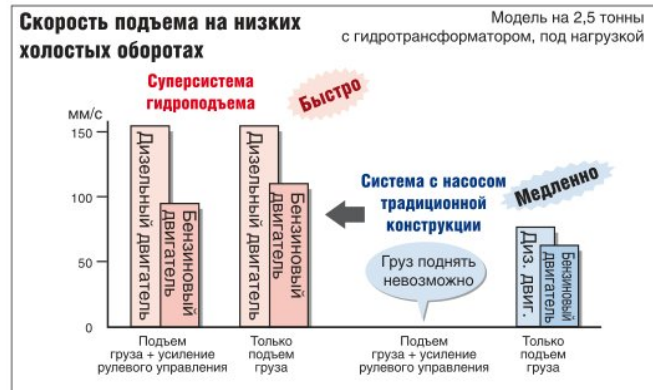 Скорость подъема на низких
холостых оборотах
Модель на 2,5 тонны
с гидротрансформатором, под нагрузкой
Суперсистема
гидроподъема
Быстро
мм/с
150
100
50
0
Дизельный двигатель
Бензиновый
двигатель
Дизельный двигатель
Бензиновый
двигатель
Система с насосом
традиционной
конструкции
Медленно
Груз поднять
невозможно
Диз. двиг.
Бензиновый
двигатель
Подъем
груза + усиление
рулевого управления
Только
подъем
груза
Подъем
груза + усиление
рулевого управления
Только
подъем
груза